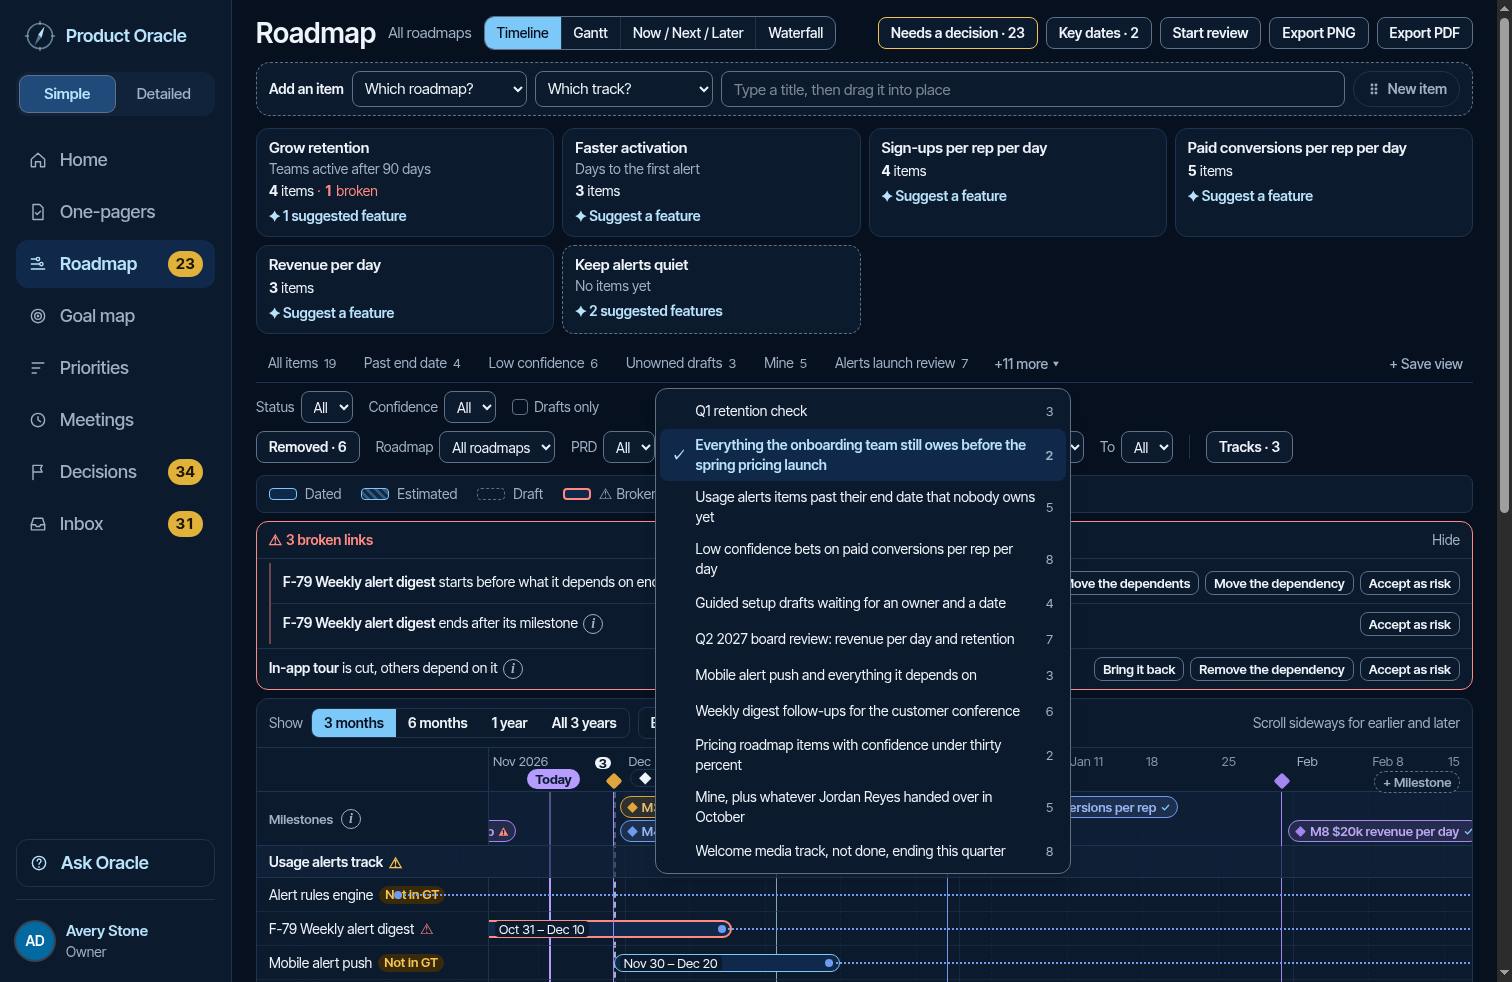 Product Oracle
Simple
Detailed
Home
One-pagers
Roadmap 23
Goal map
Priorities
Meetings
Decisions 34
Inbox 31
Ask Oracle
AD
Avery Stone
Owner
Roadmap All roadmaps Timeline Gantt Now / Next / Later Waterfall Needs a decision · 23 Key dates · 2 Start review Export PNG Export PDF
Add an item Which roadmap? Which track? Type a title, then drag it into place New item
Grow retention
Teams active after 90 days
4 items · 1 broken
1 suggested feature
Faster activation
Days to the first alert
3 items
Suggest a feature
Sign-ups per rep per day
4 items
Suggest a feature
Paid conversions per rep per day
5 items
Suggest a feature
Revenue per day
3 items
Suggest a feature
Keep alerts quiet
No items yet
2 suggested features
All items 19 Past end date 4 Low confidence 6 Unowned drafts 3 Mine 5 Alerts launch review 7 +11 more + Save view
Status All Confidence All Drafts only
Removed · 6 Roadmap All roadmaps PRD All To All Tracks · 3
Dated Estimated Draft ⚠ Broken
Q1 retention check 3
✓ Everything the onboarding team still owes before the
spring pricing launch 2
Usage alerts items past their end date that nobody owns
yet 5
Low confidence bets on paid conversions per rep per
day 8
Guided setup drafts waiting for an owner and a date 4
Q2 2027 board review: revenue per day and retention 7
Mobile alert push and everything it depends on 3
Weekly digest follow-ups for the customer conference 6
Pricing roadmap items with confidence under thirty
percent 2
Mine, plus whatever Jordan Reyes handed over in
October 5
Welcome media track, not done, ending this quarter 8
⚠ 3 broken links Hide
F-79 Weekly alert digest starts before what it depends on Move the dependents Move the dependency Accept as risk
F-79 Weekly alert digest ends after its milestone i Accept as risk
In-app tour is cut, others depend on it i Bring it back Remove the dependency Accept as risk
Show 3 months 6 months 1 year All 3 years Scroll sideways for earlier and later
Nov 2026 3 Dec Jan 11 18 25 Feb Feb 8 15
Today + Milestone
Milestones i
per rep ✓
M8 $20k revenue per day
Usage alerts track ⚠
Alert rules engine Not in GT
F-79 Weekly alert digest ⚠ Oct 31 – Dec 10
Mobile alert push Not in GT Nov 30 – Dec 20